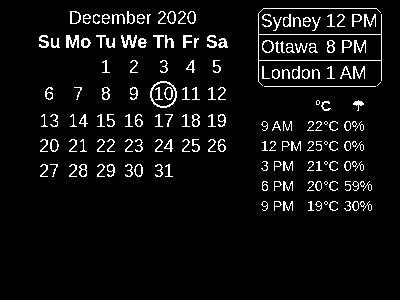 December 2020
Su Mo Tu We Th Fr Sa
1 2 3 4 5
6 7 8 9 10 11 12
13 14 15 16 17 18 19
20 21 22 23 24 25 26
27 28 29 30 31
Sydney 12 PM
Ottawa 8 PM
London 1 AM
°C ☂
9 AM 22°C 0%
12 PM 25°C 0%
3 PM 21°C 0%
6 PM 20°C 59%
9 PM 19°C 30%